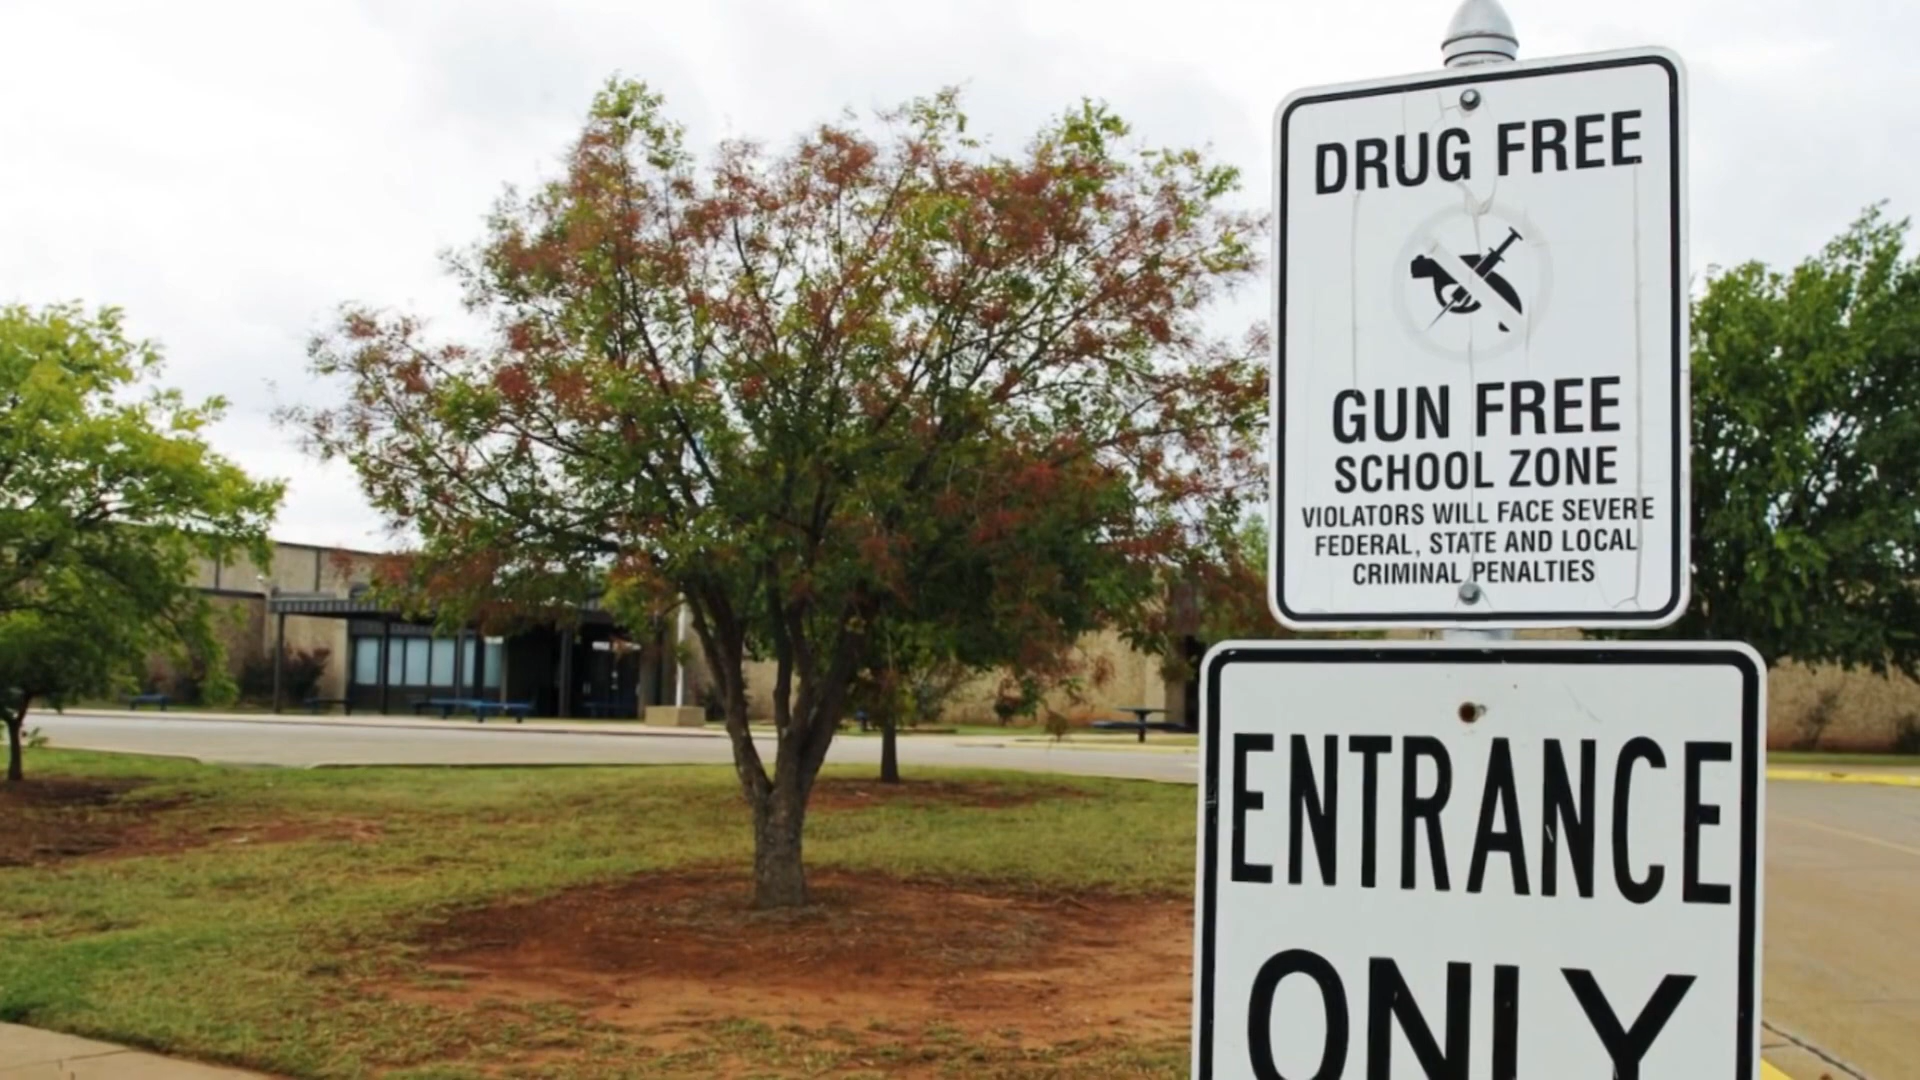 DRUG FREE
GUN FREE
SCHOOL ZONE
VIOLATORS WILL FACE SEVERE
FEDERAL, STATE AND LOCAL
CRIMINAL PENALTIES
ENTRANCE
ONLY